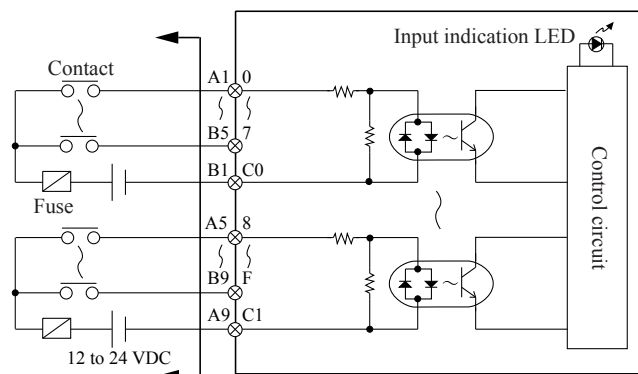 Input indication LED
Contact
A1 0
B5 7
B1 C0
Fuse
Control circuit
A5 8
B9 F
A9 C1
12 to 24 VDC